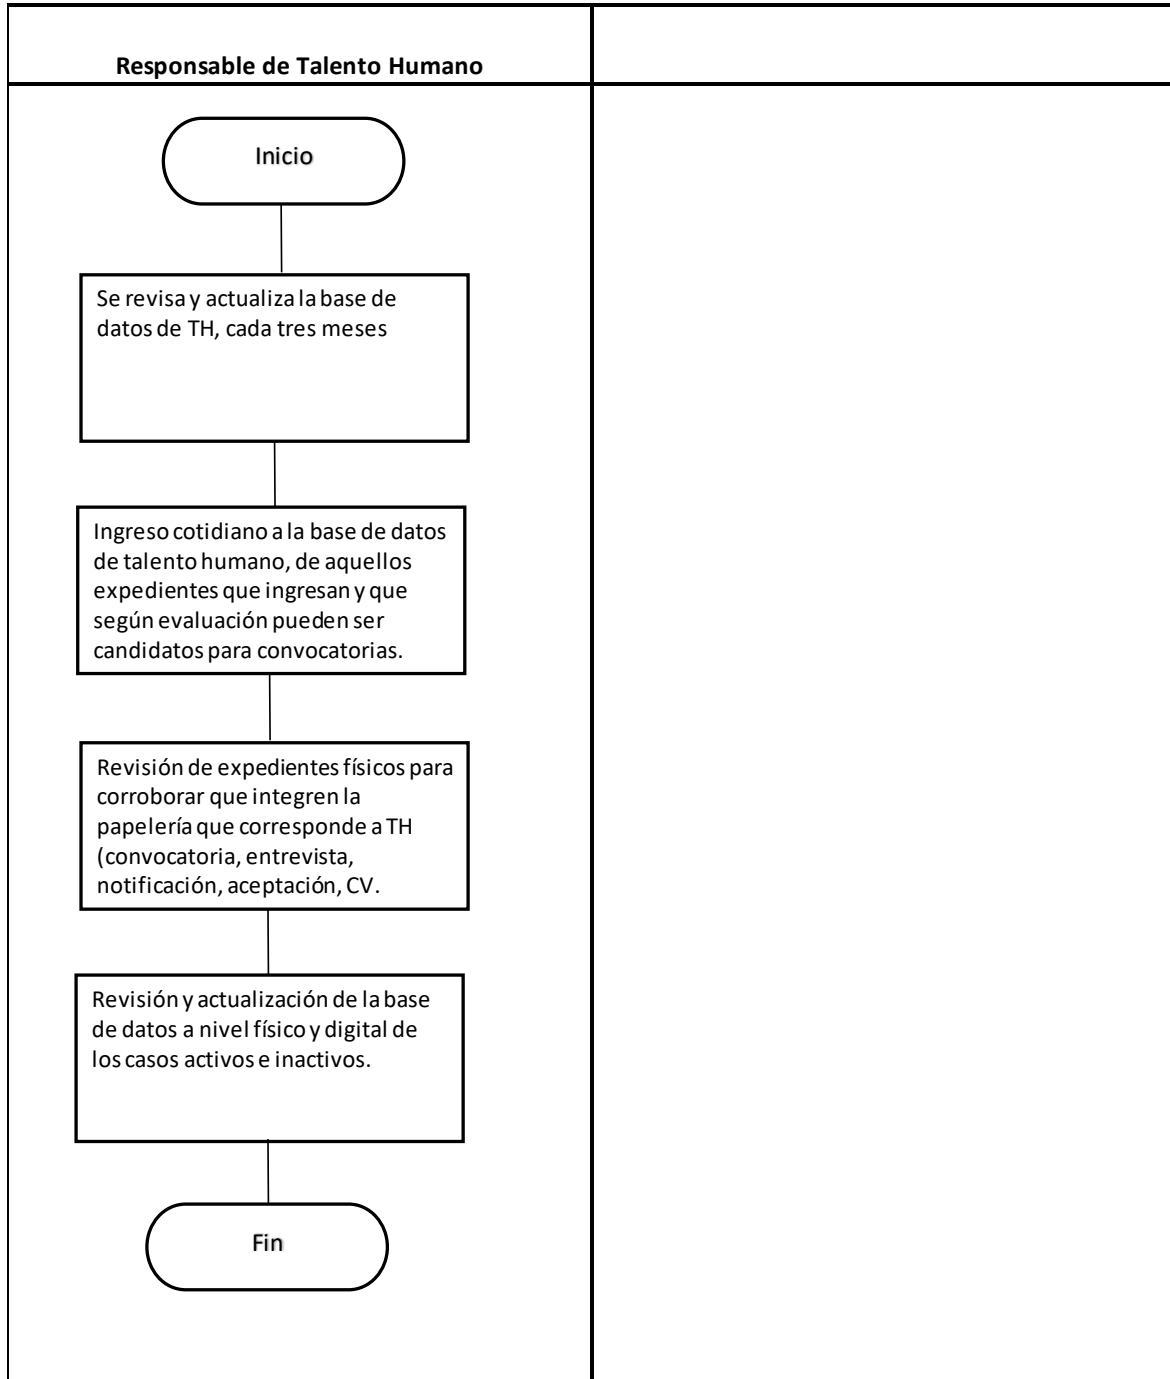 Responsable de Talento Humano
Inicio
Se revisa y actualiza la base de
datos de TH, cada tres meses
Ingreso cotidiano a la base de datos
de talento humano, de aquellos
expedientes que ingresan y que
según evaluación pueden ser
candidatos para convocatorias.
Revisión de expedientes físicos para
corroborar que integren la
papelería que corresponde a TH
(convocatoria, entrevista,
notificación, aceptación, CV.
Revisión y actualización de la base
de datos a nivel físico y digital de
los casos activos e inactivos.
Fin